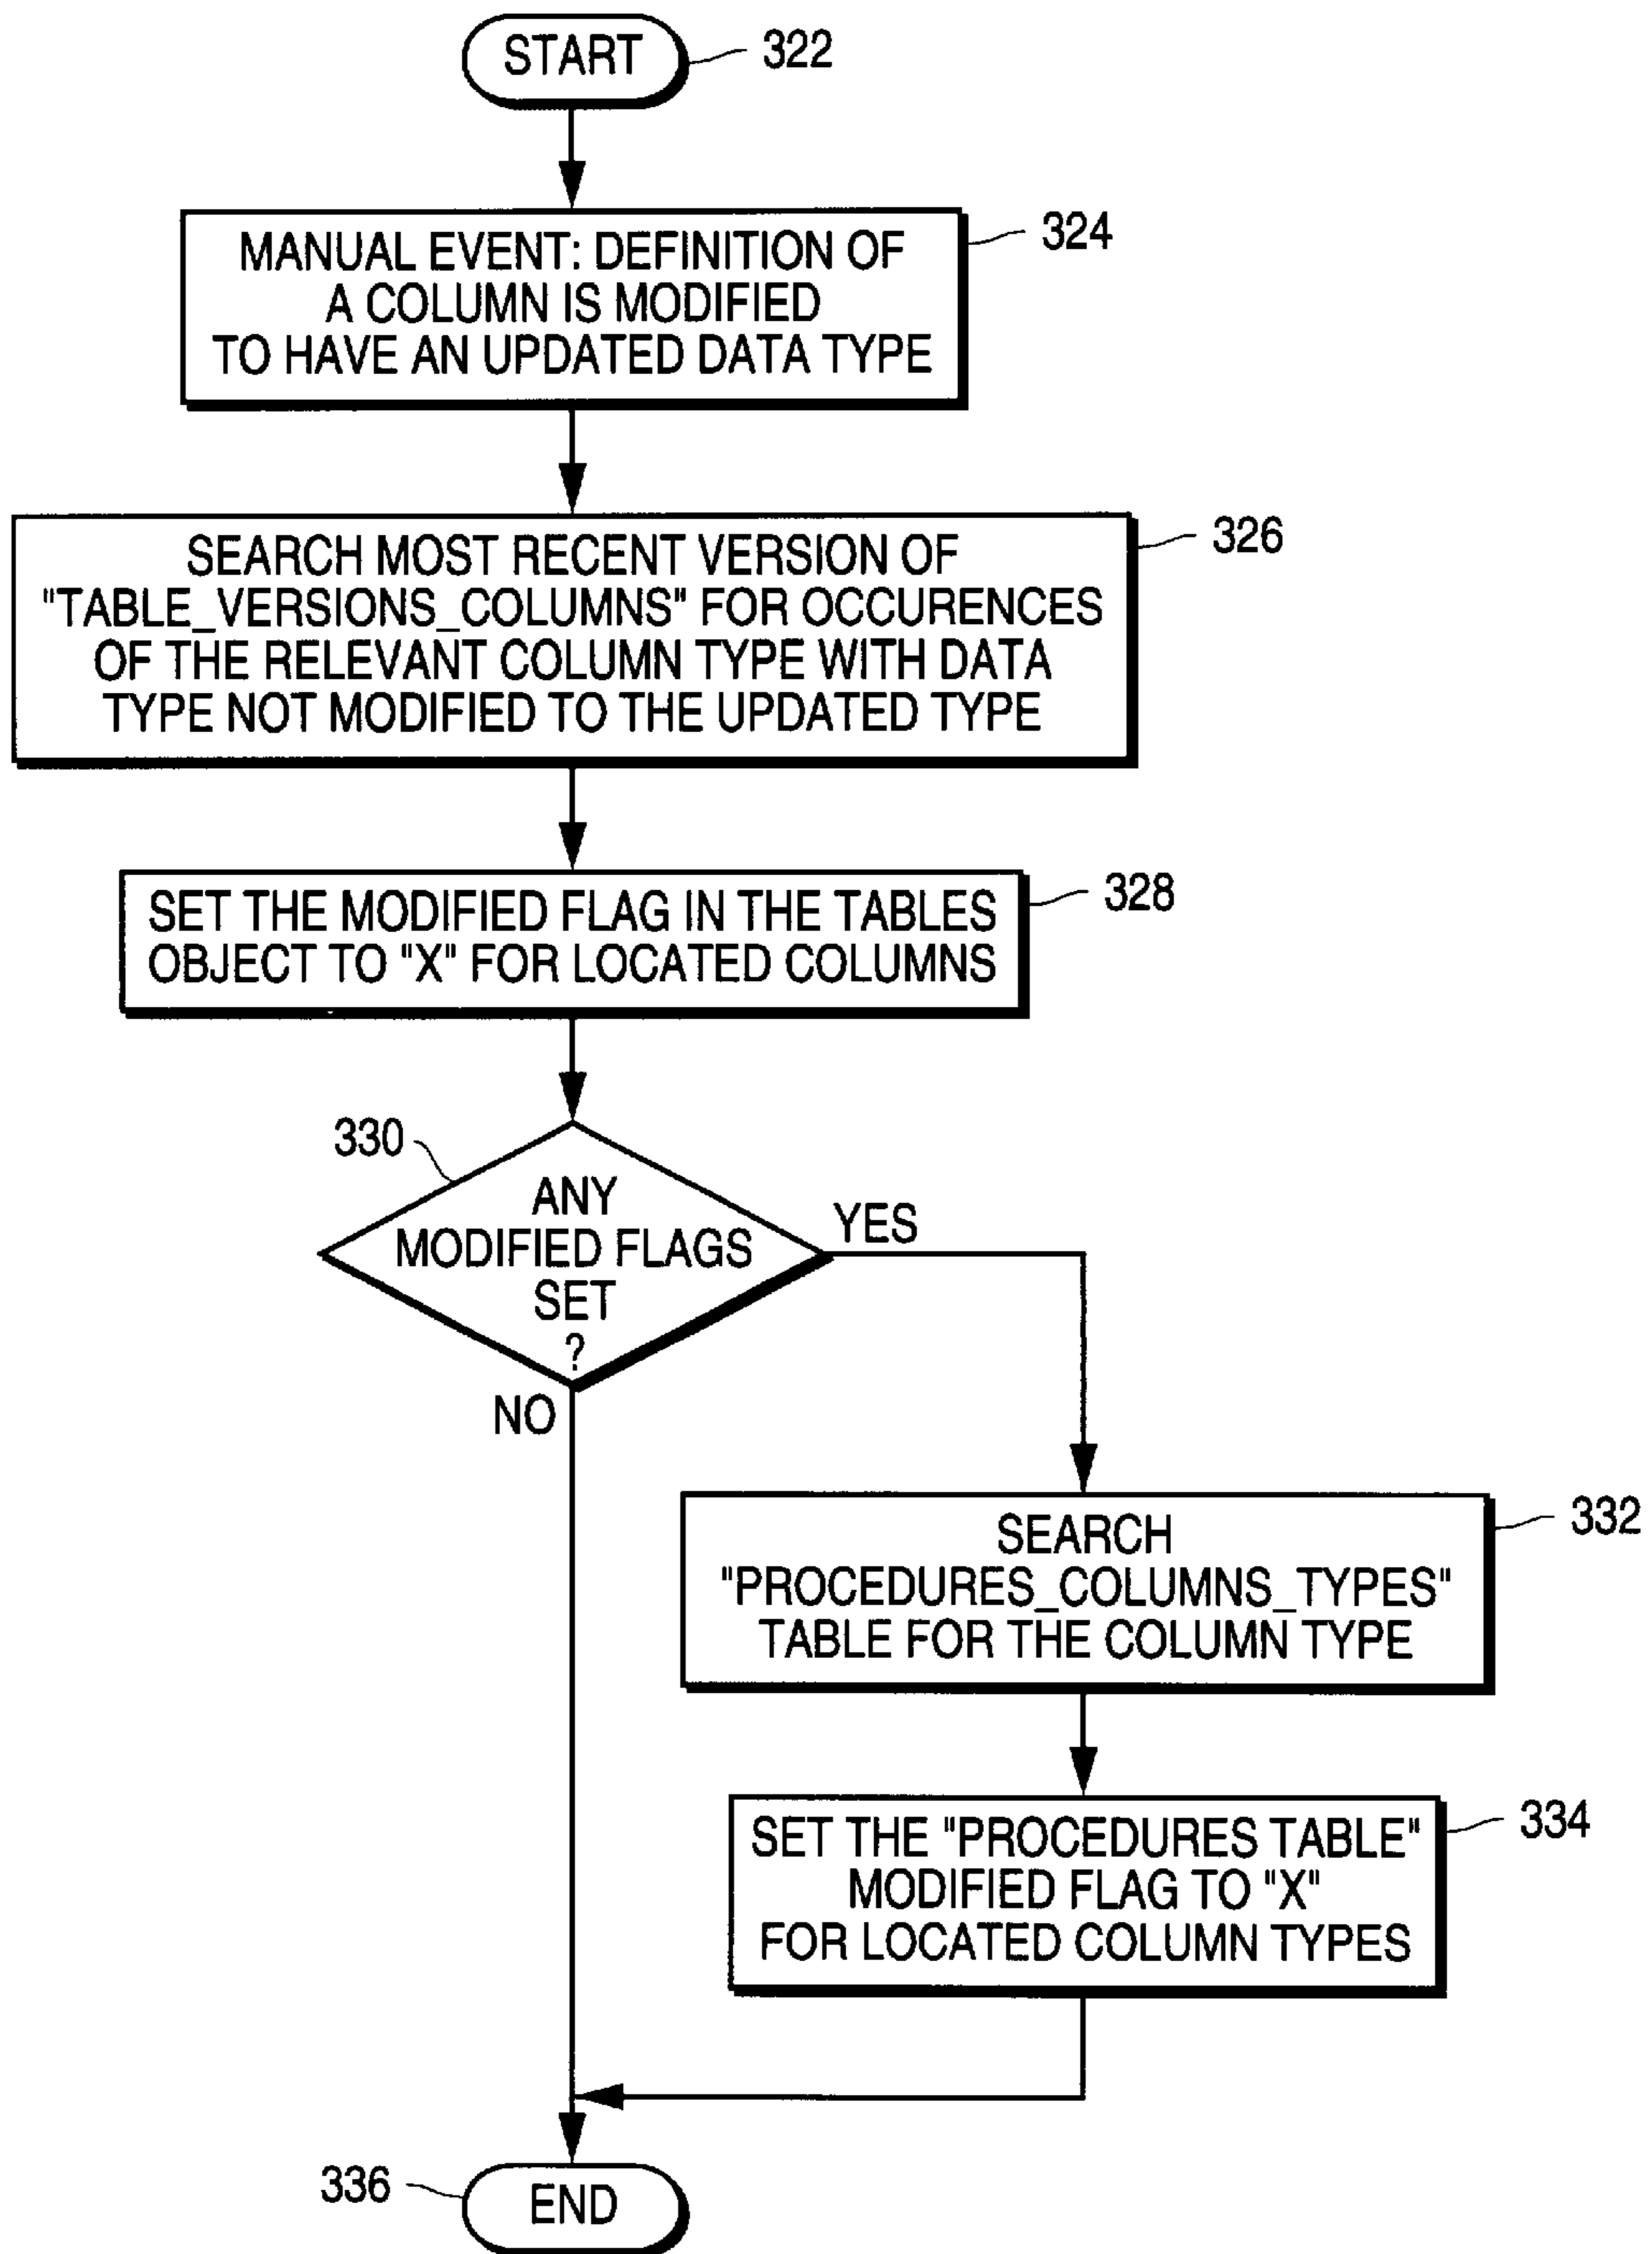 START
322
MANUAL EVENT: DEFINITION OF
A COLUMN IS MODIFIED
TO HAVE AN UPDATED DATA TYPE
324
SEARCH MOST RECENT VERSION OF
"TABLE_VERSIONS_COLUMNS" FOR OCCURENCES
OF THE RELEVANT COLUMN TYPE WITH DATA
TYPE NOT MODIFIED TO THE UPDATED TYPE
326
SET THE MODIFIED FLAG IN THE TABLES
OBJECT TO "X" FOR LOCATED COLUMNS
328
330
ANY
MODIFIED FLAGS
SET
?
YES
NO
SEARCH
"PROCEDURES_COLUMNS_TYPES"
TABLE FOR THE COLUMN TYPE
332
SET THE "PROCEDURES TABLE"
MODIFIED FLAG TO "X"
FOR LOCATED COLUMN TYPES
334
336
END